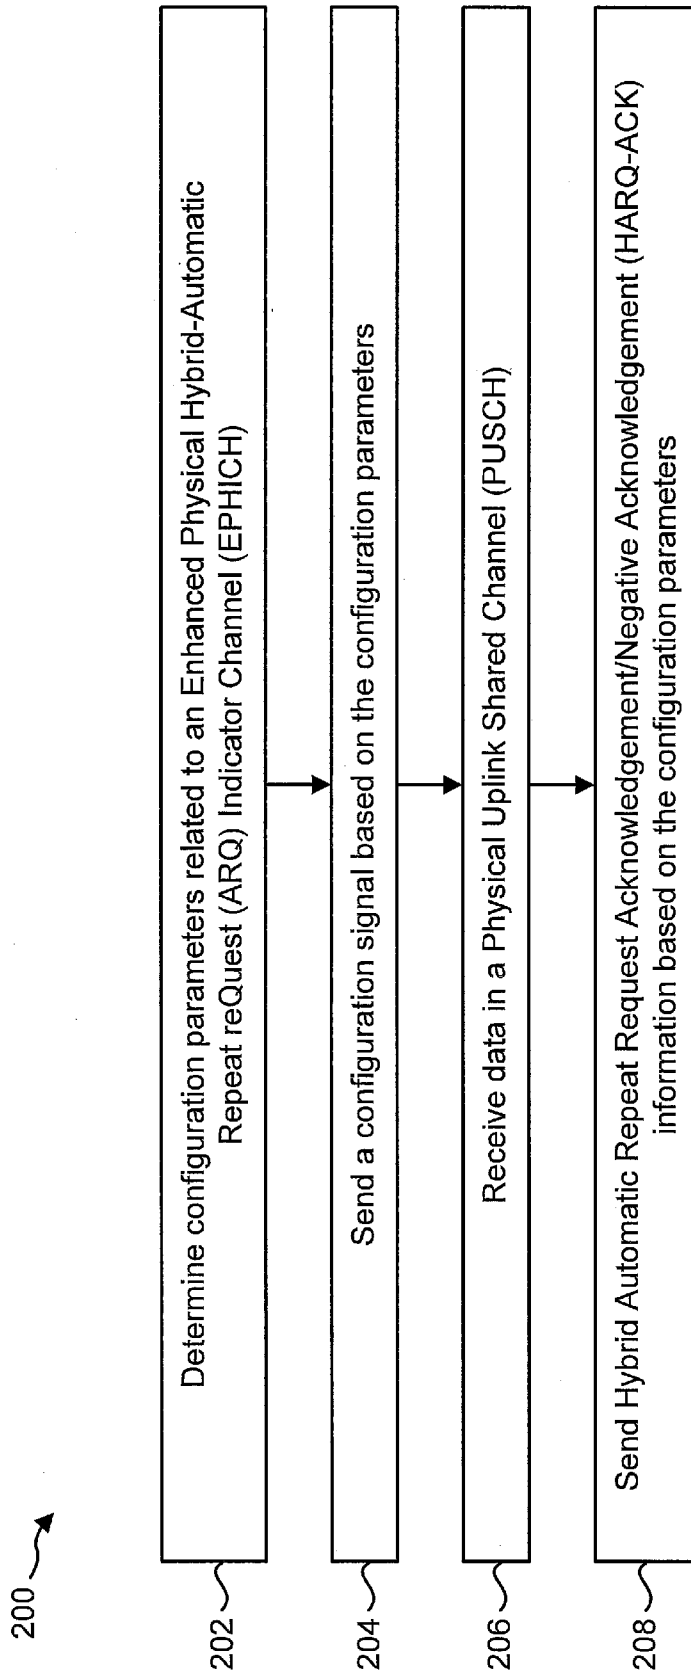 200
202
Determine configuration parameters related to an Enhanced Physical Hybrid-Automatic
Repeat reQuest (ARQ) Indicator Channel (EPHICH)
204
Send a configuration signal based on the configuration parameters
206
Receive data in a Physical Uplink Shared Channel (PUSCH)
208
Send Hybrid Automatic Repeat Request Acknowledgement/Negative Acknowledgement (HARQ-ACK)
information based on the configuration parameters